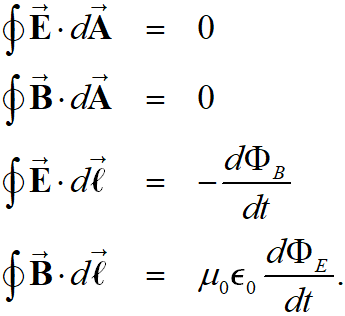 ∮E⃗ · dA⃗ = 0
∮B⃗ · dA⃗ = 0
∮E⃗ · dℓ⃗ = −dΦ_B/dt
∮B⃗ · dℓ⃗ = μ₀ϵ₀ dΦ_E/dt.